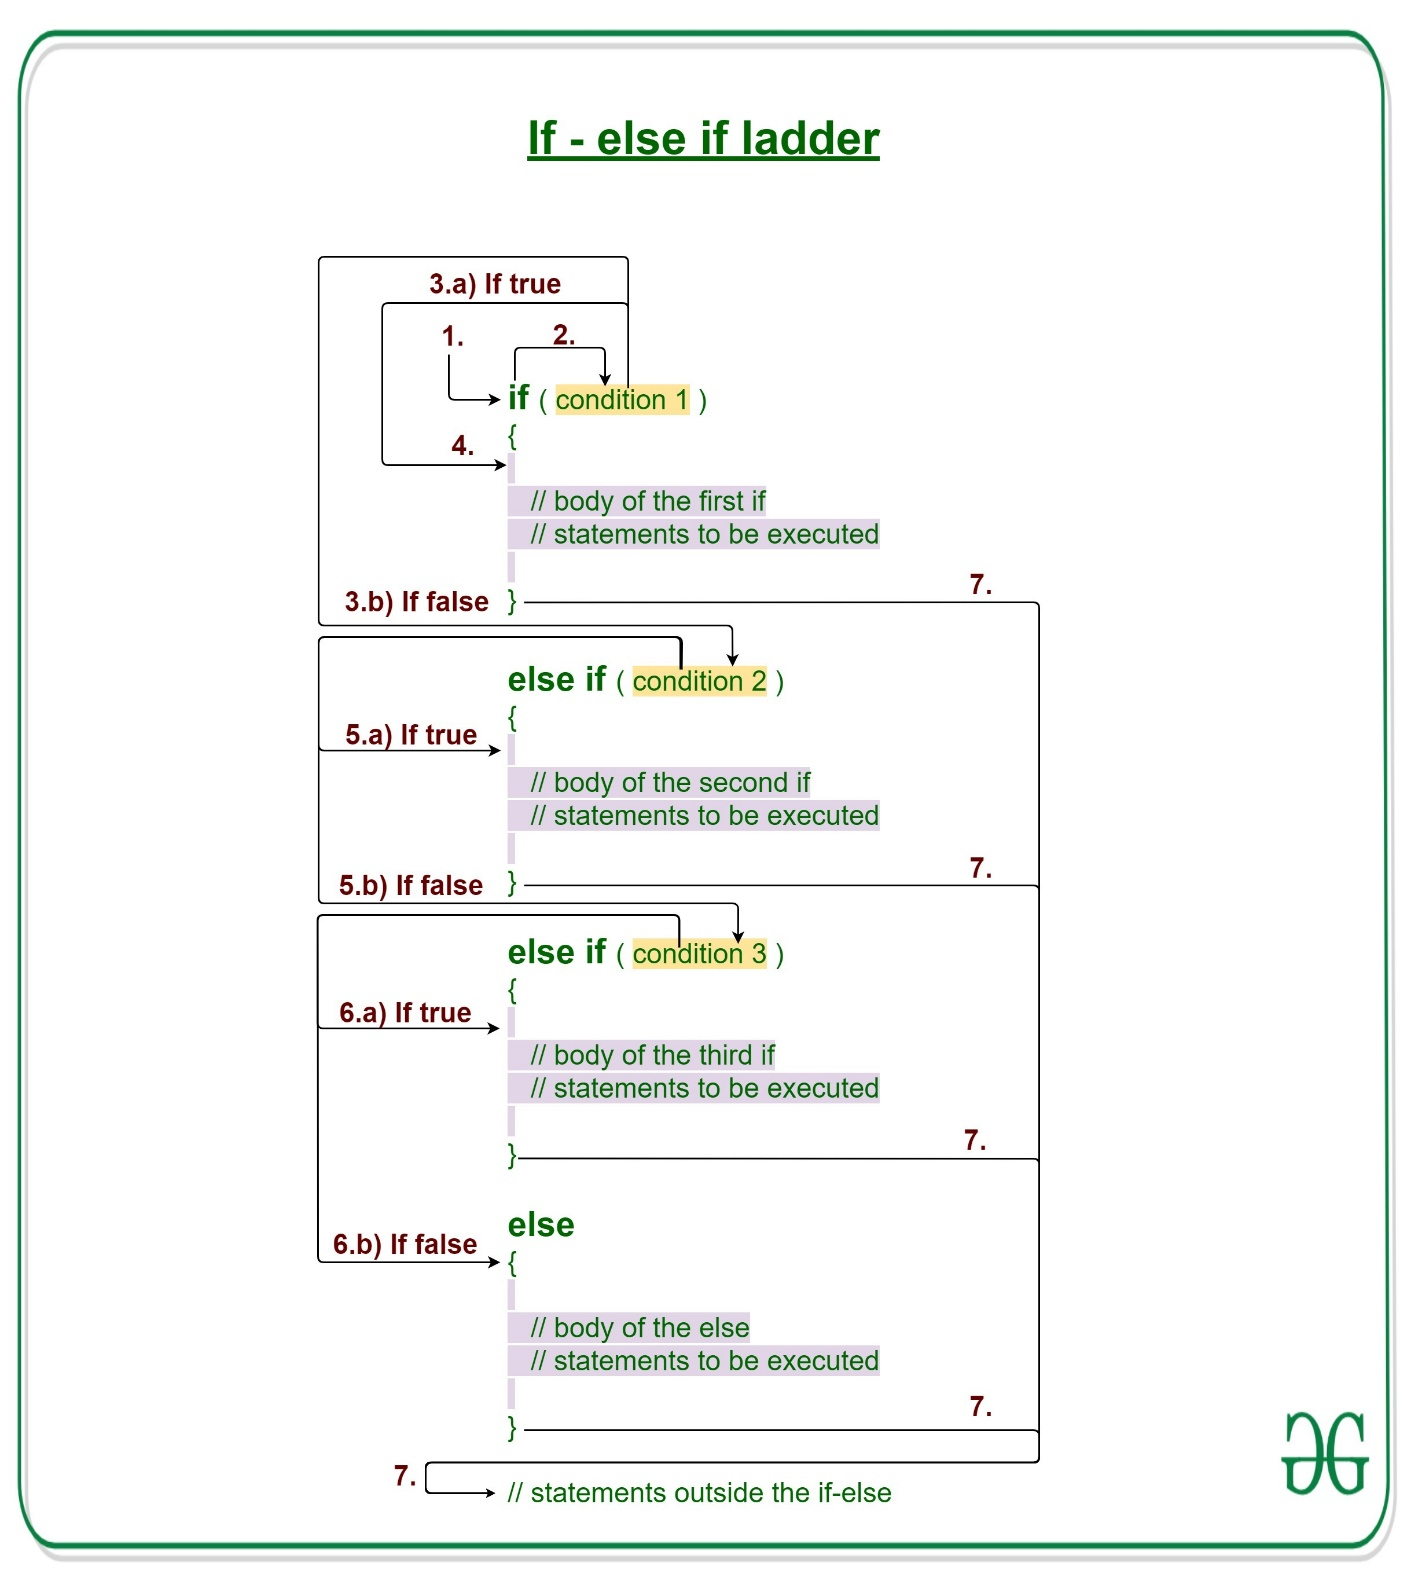 If - else if ladder
3.a) If true
1.
2.
if ( condition 1 )
{
4.
// body of the first if
// statements to be executed
7.
3.b) If false }
else if ( condition 2 )
{
5.a) If true
// body of the second if
// statements to be executed
7.
5.b) If false }
else if ( condition 3 )
{
6.a) If true
// body of the third if
// statements to be executed
7.
}
else
6.b) If false {
// body of the else
// statements to be executed
7.
}
7.
// statements outside the if-else